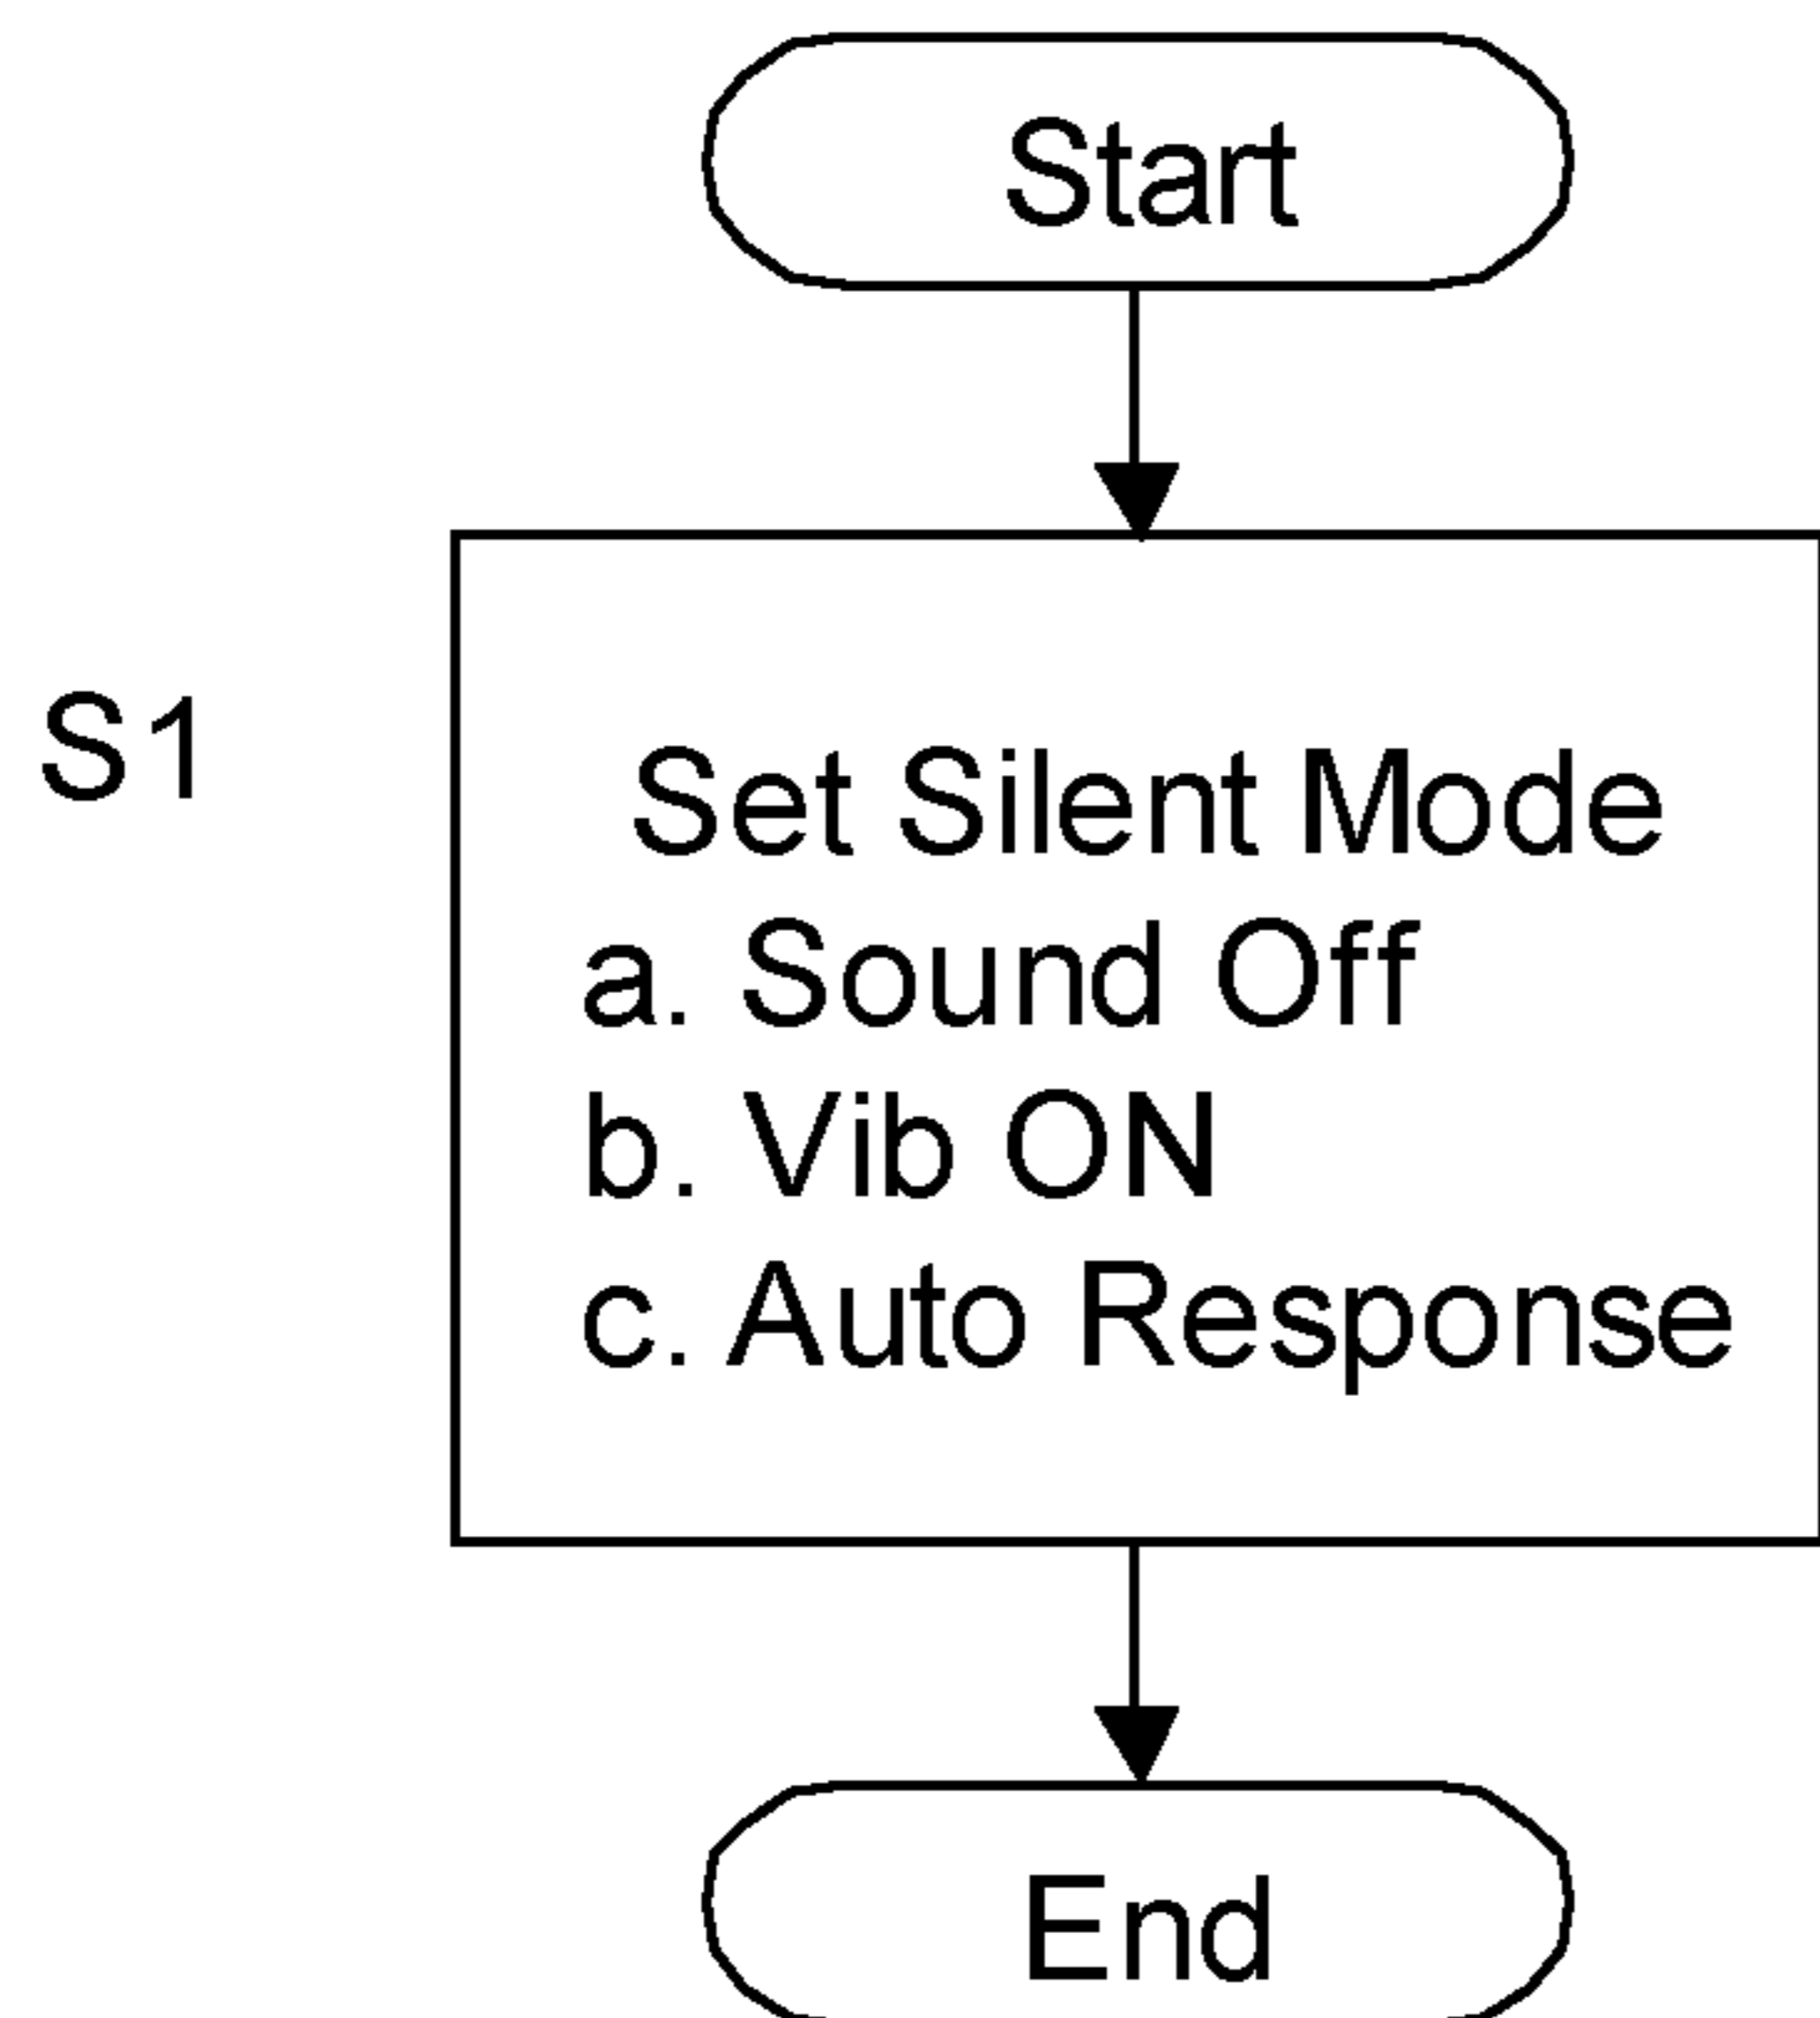 Start
S1
Set Silent Mode
a. Sound Off
b. Vib ON
c. Auto Response
End